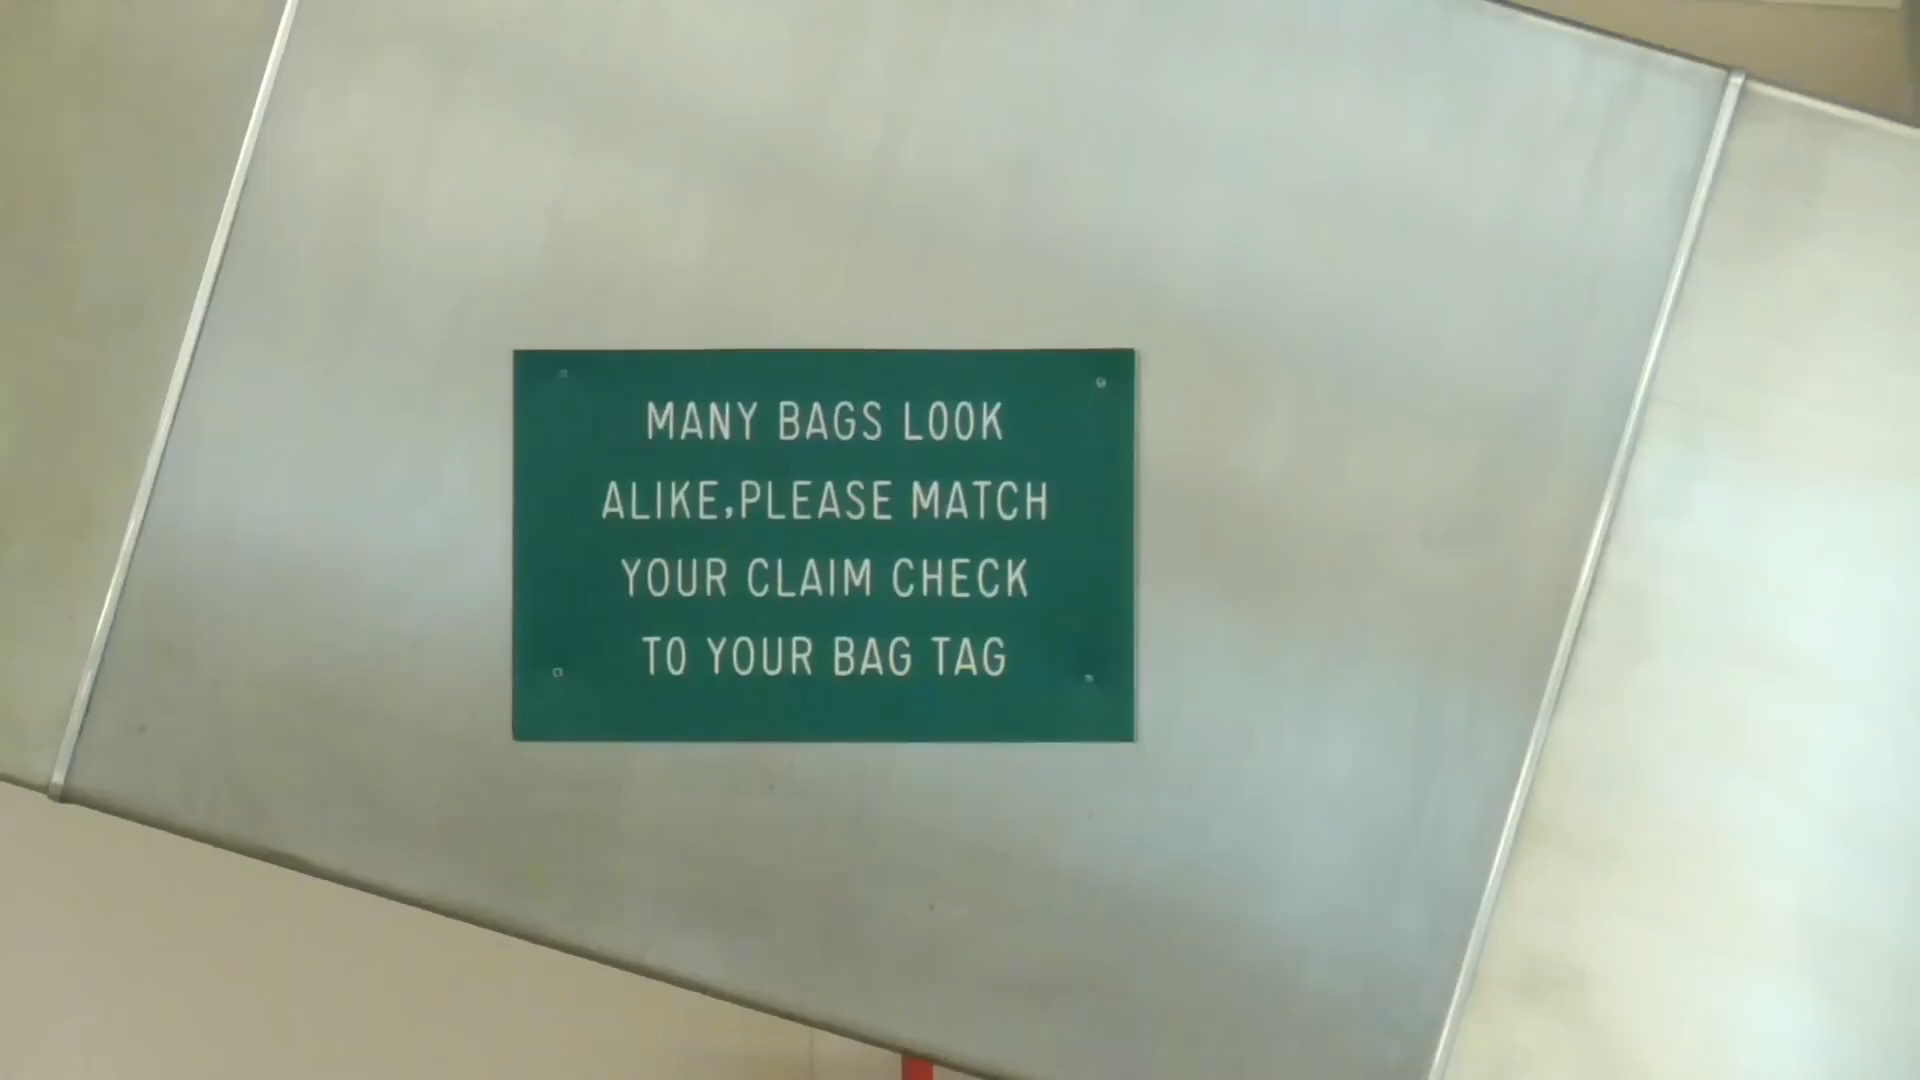 MANY BAGS LOOK
ALIKE,PLEASE MATCH
YOUR CLAIM CHECK
TO YOUR BAG TAG